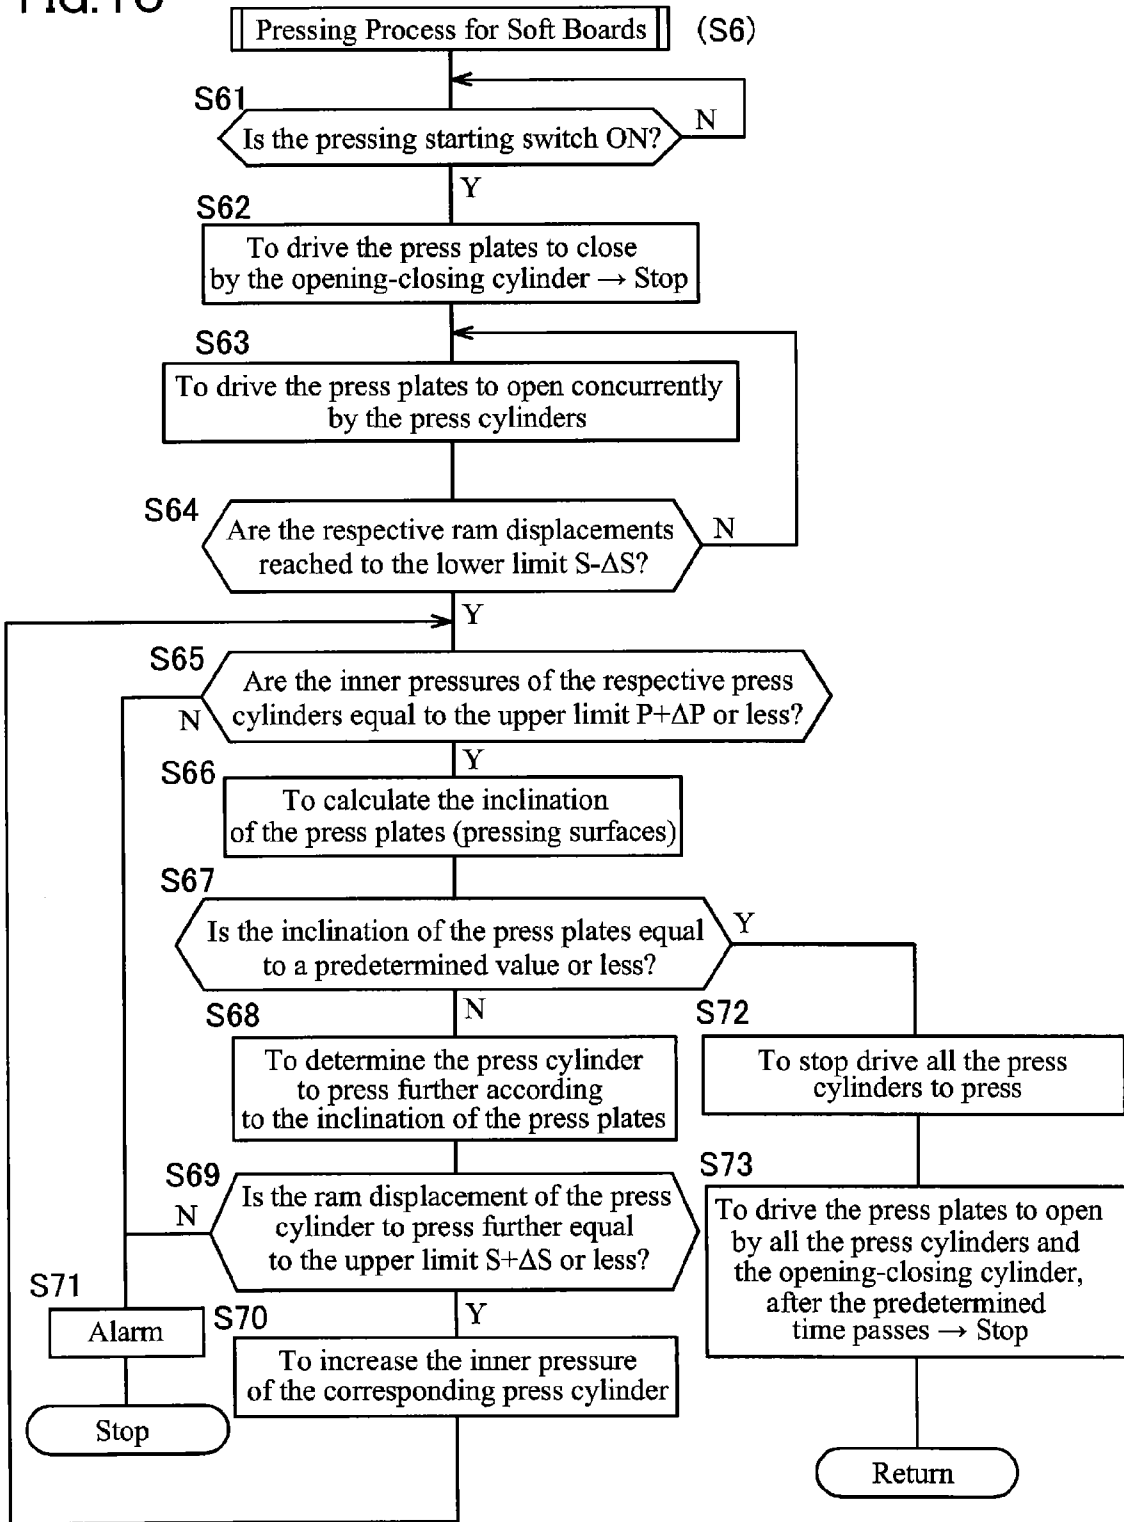 Pressing Process for Soft Boards
(S6)
S61
Is the pressing starting switch ON?
N
Y
S62
To drive the press plates to close
by the opening-closing cylinder → Stop
S63
To drive the press plates to open concurrently
by the press cylinders
S64
Are the respective ram displacements
reached to the lower limit S-ΔS?
N
Y
S65
Are the inner pressures of the respective press
cylinders equal to the upper limit P+ΔP or less?
N
Y
S66
To calculate the inclination
of the press plates (pressing surfaces)
S67
Is the inclination of the press plates equal
to a predetermined value or less?
Y
N
S68
To determine the press cylinder
to press further according
to the inclination of the press plates
S72
To stop drive all the press
cylinders to press
S69
Is the ram displacement of the press
cylinder to press further equal
to the upper limit S+ΔS or less?
N
Y
S73
To drive the press plates to open
by all the press cylinders and
the opening-closing cylinder,
after the predetermined
time passes → Stop
S71
Alarm
S70
To increase the inner pressure
of the corresponding press cylinder
Stop
Return